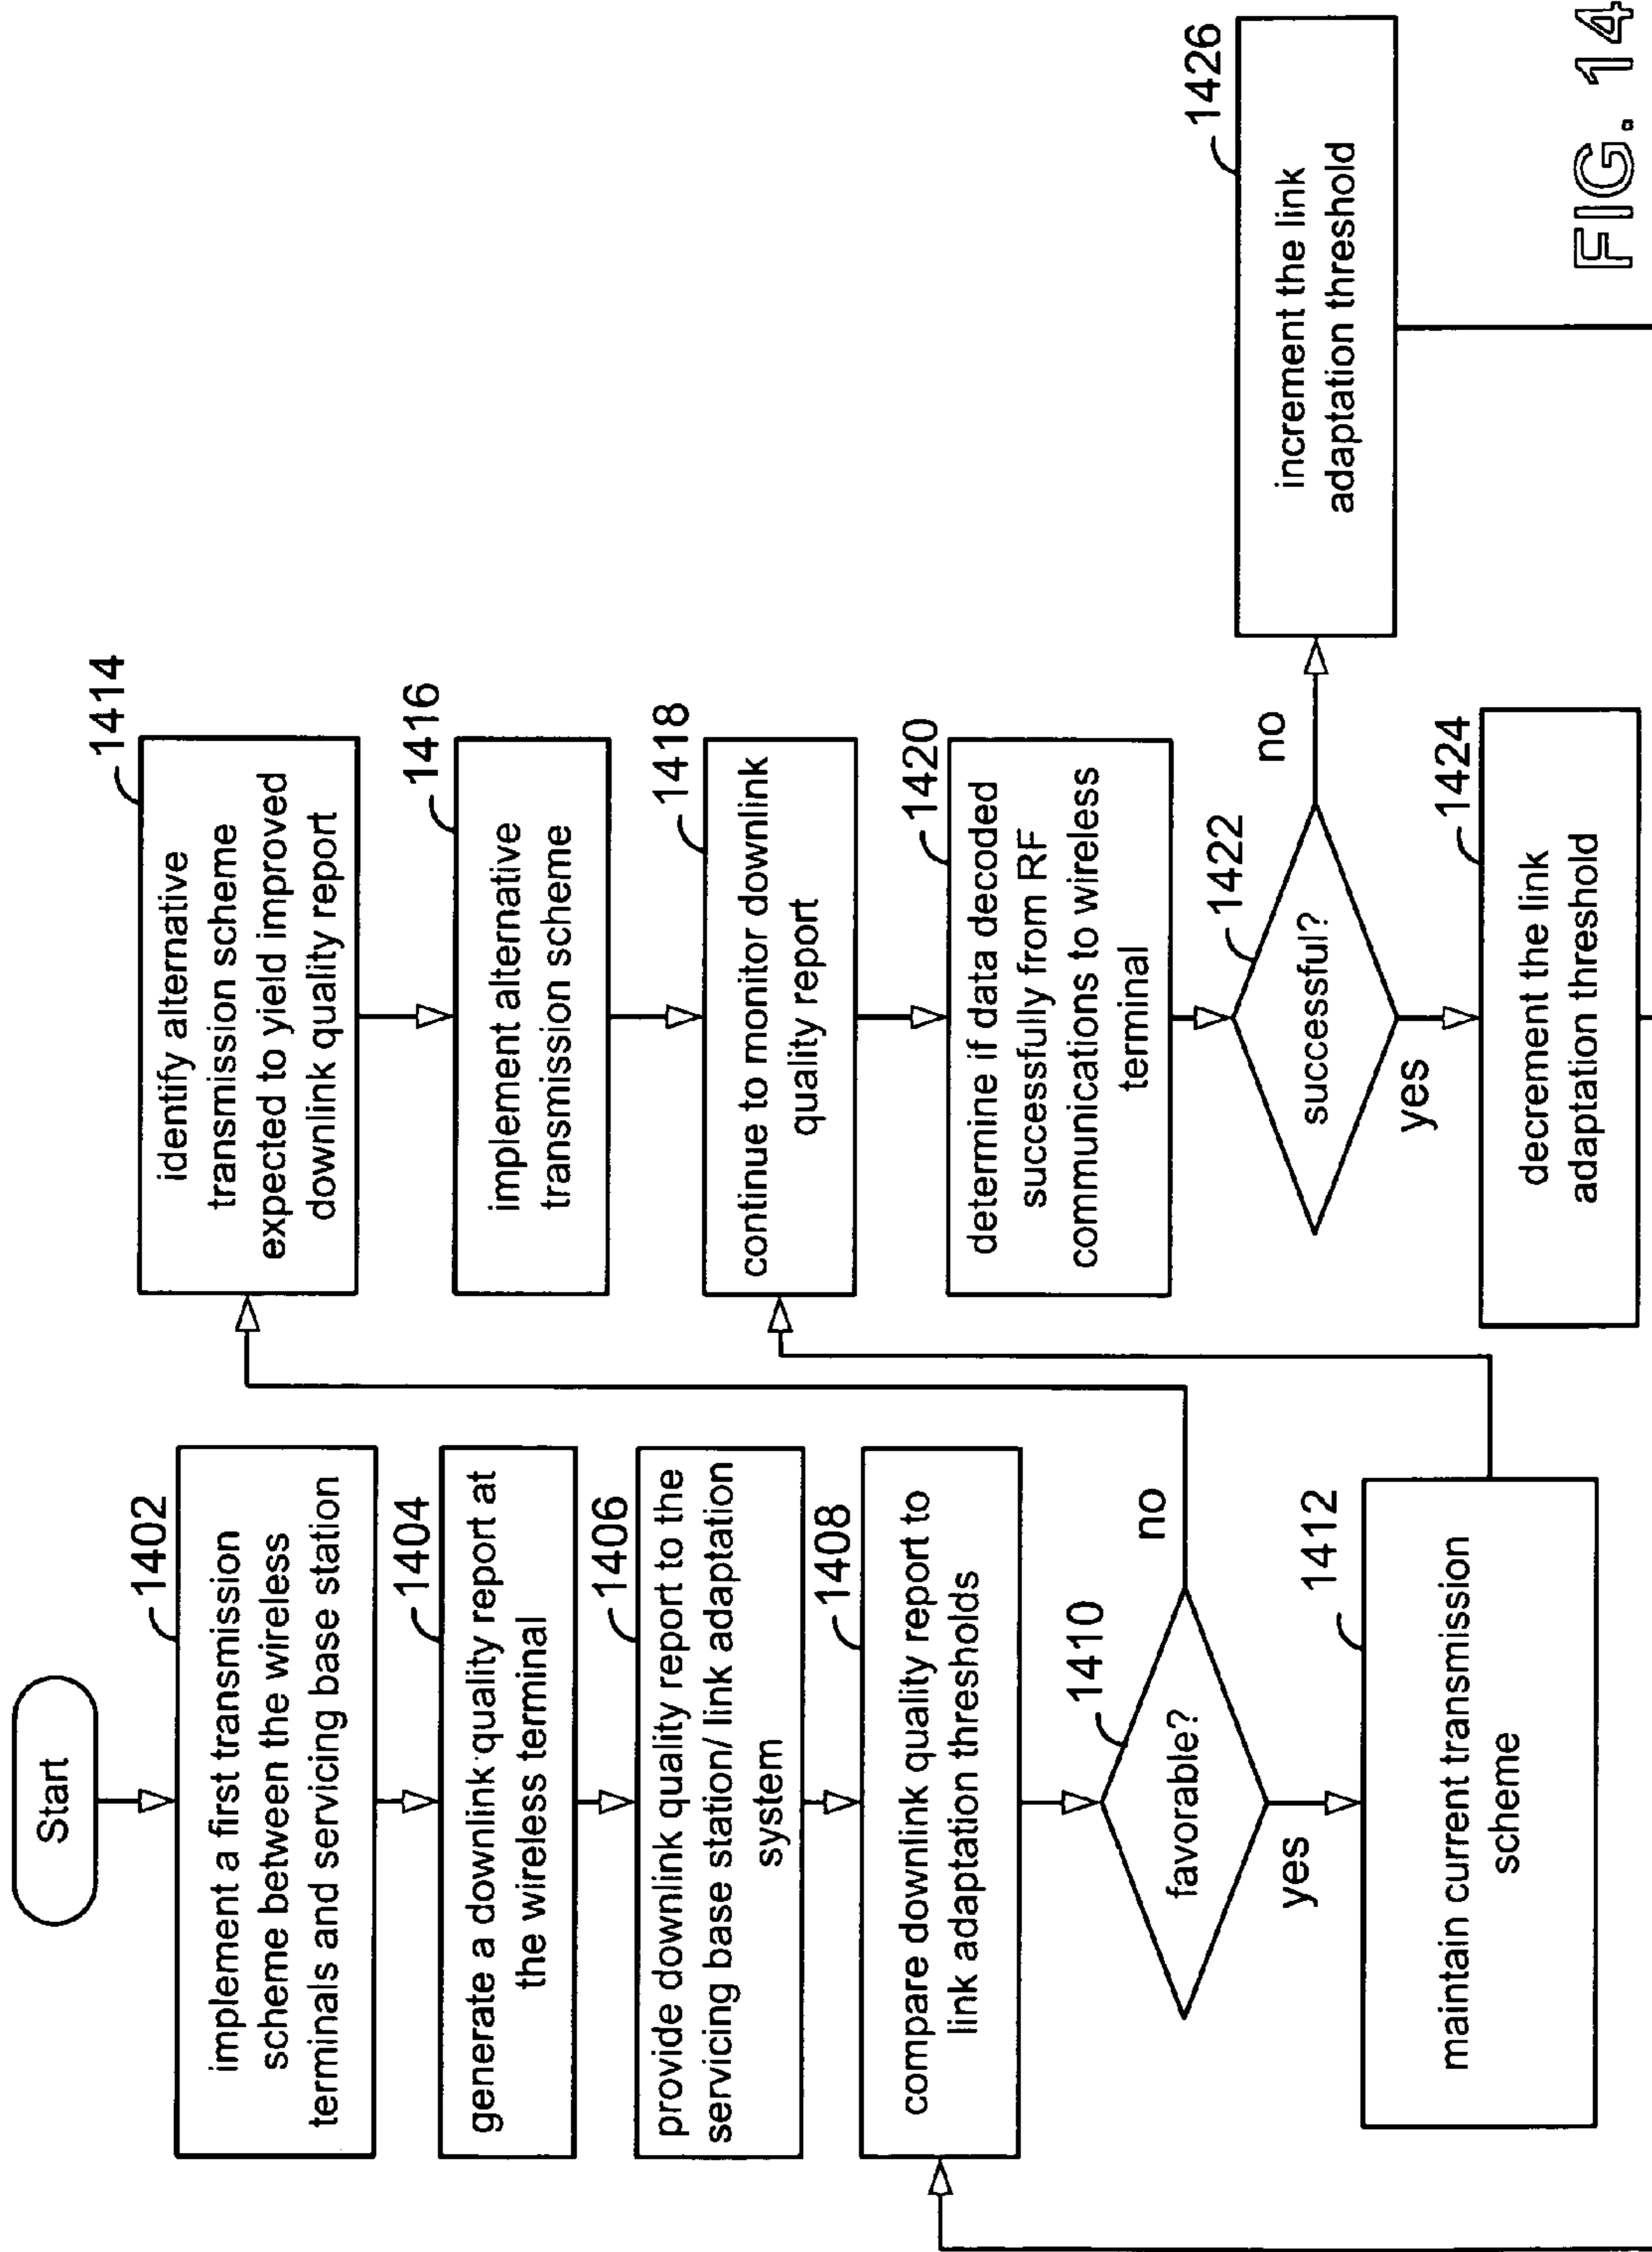 Start
1402
implement a first transmission
scheme between the wireless
terminals and servicing base station
1404
generate a downlink quality report at
the wireless terminal
1406
provide downlink quality report to the
servicing base station/ link adaptation
system
1408
compare downlink quality report to
link adaptation thresholds
1410
favorable?
no
yes
1412
maintain current transmission
scheme
1414
identify alternative
transmission scheme
expected to yield improved
downlink quality report
1416
implement alternative
transmission scheme
1418
continue to monitor downlink
quality report
1420
determine if data decoded
successfully from RF
communications to wireless
terminal
1422
successful?
no
yes
1424
decrement the link
adaptation threshold
1426
increment the link
adaptation threshold
FIG. 14